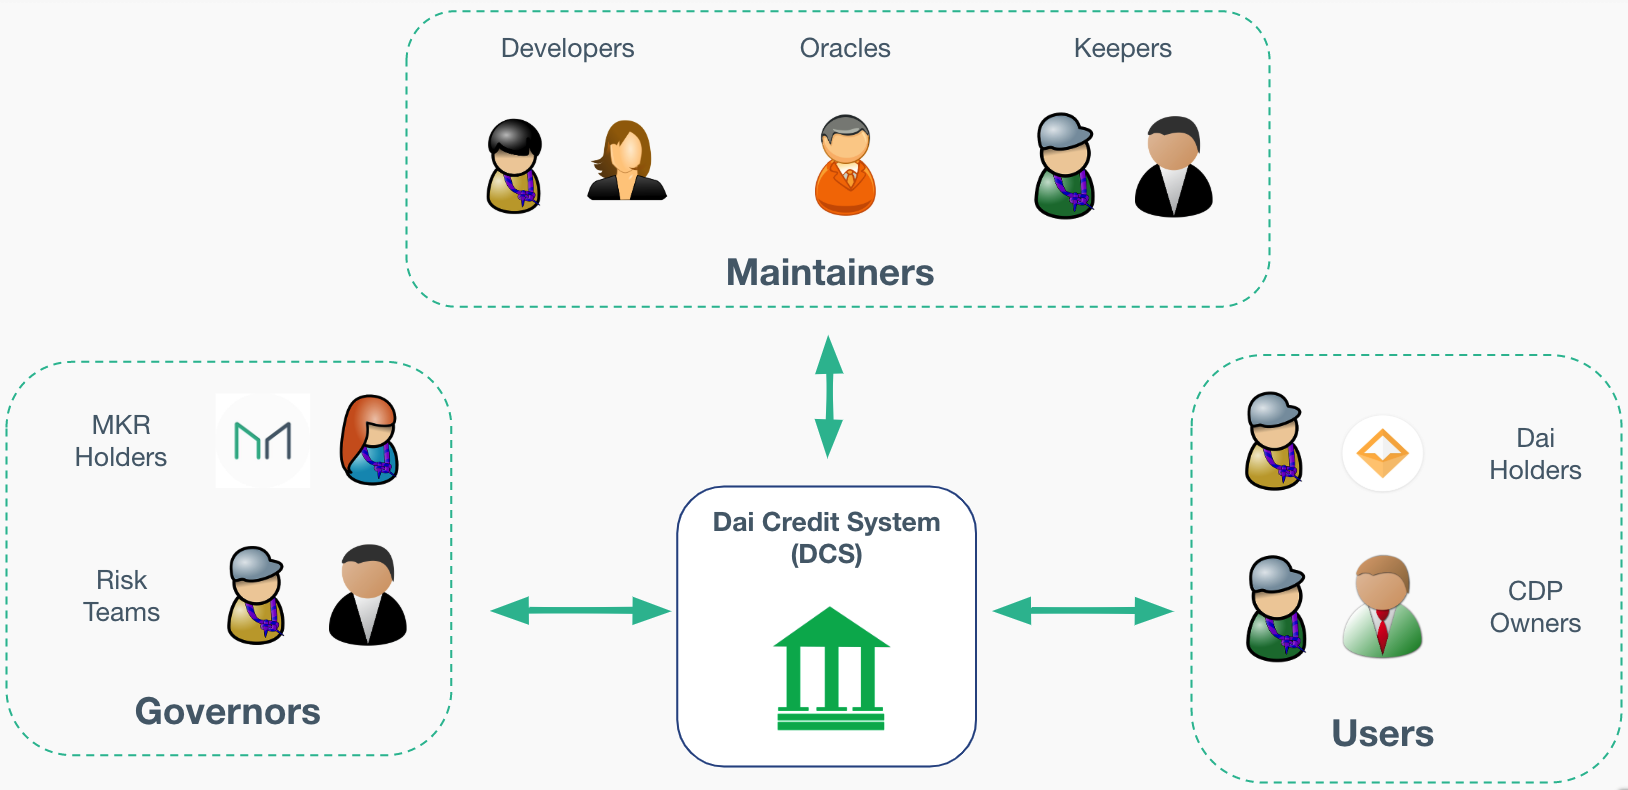 Developers
Oracles
Keepers
Maintainers
MKR
Holders
Risk
Teams
Governors
Dai Credit System
(DCS)
Dai
Holders
CDP
Owners
Users